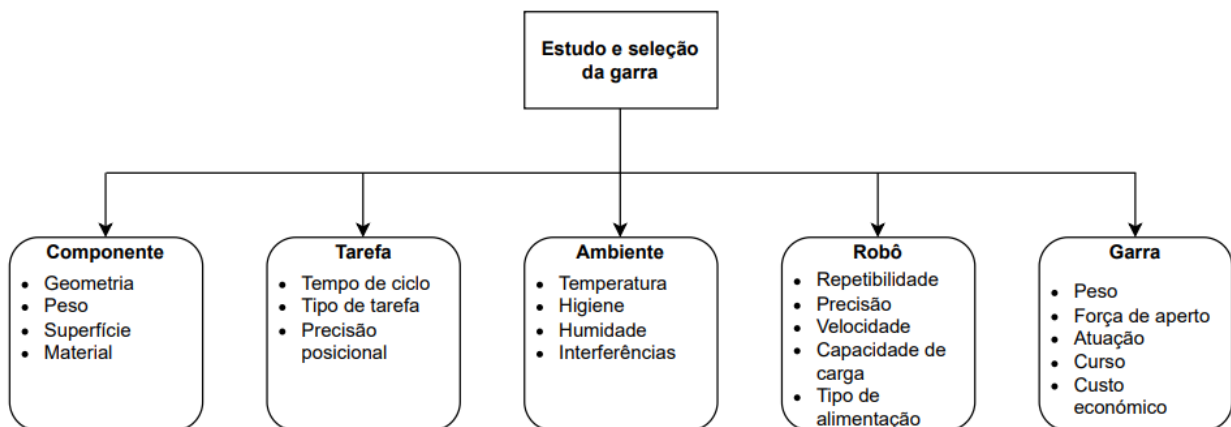 Estudo e seleção
da garra
Componente
• Geometria
• Peso
• Superfície
• Material
Tarefa
• Tempo de ciclo
• Tipo de tarefa
• Precisão
posicional
Ambiente
• Temperatura
• Higiene
• Humidade
• Interferências
Robô
• Repetibilidade
• Precisão
• Velocidade
• Capacidade de
carga
• Tipo de
alimentação
Garra
• Peso
• Força de aperto
• Atuação
• Curso
• Custo
económico